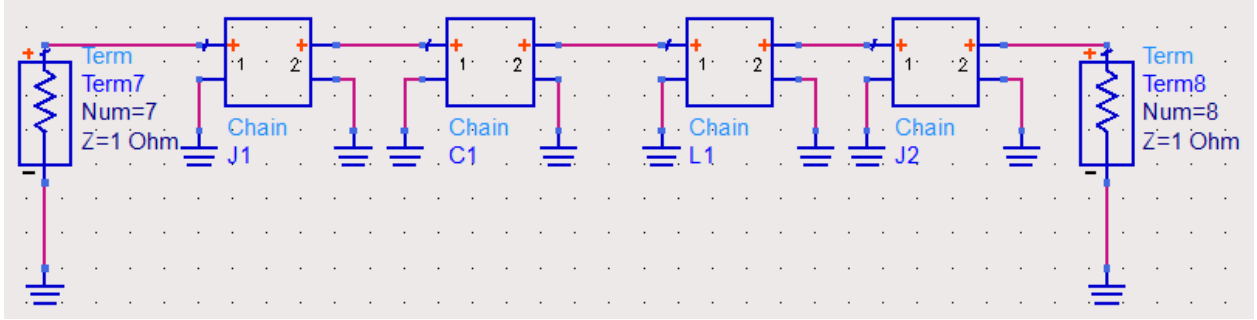 +
Term
Term7
Num=7
Z=1 Ohm
-
+
+
1
2
Chain
J1
+
+
1
2
Chain
C1
+
+
1
2
Chain
L1
+
+
1
2
Chain
J2
+
Term
Term8
Num=8
Z=1 Ohm
-